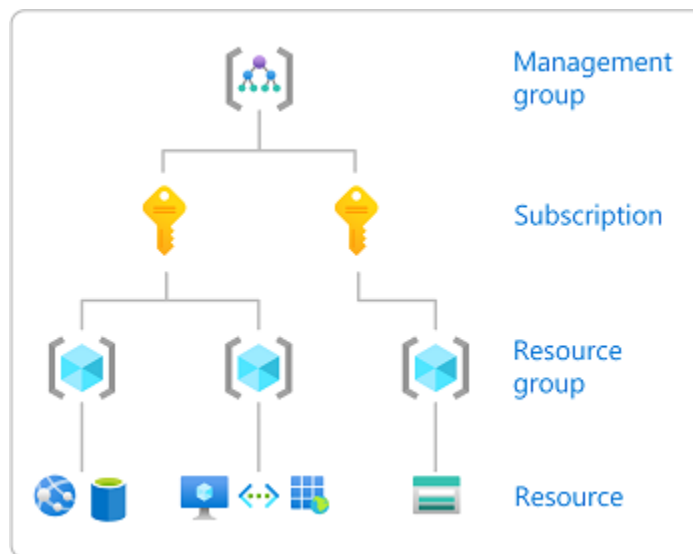 Management
group
Subscription
Resource
group
Resource